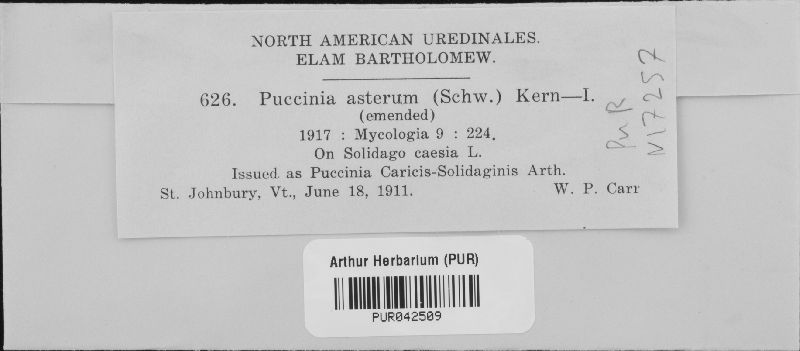 NORTH AMERICAN UREDINALES.
ELAM BARTHOLOMEW.
626. Puccinia asterum (Schw.) Kern—I.
(emended)
1917 : Mycologia 9 : 224.
On Solidago caesia L.
Issued as Puccinia Caricis-Solidaginis Arth.
St. Johnbury, Vt., June 18, 1911. W. P. Carr
PUR
N17257
Arthur Herbarium (PUR)
PUR042509